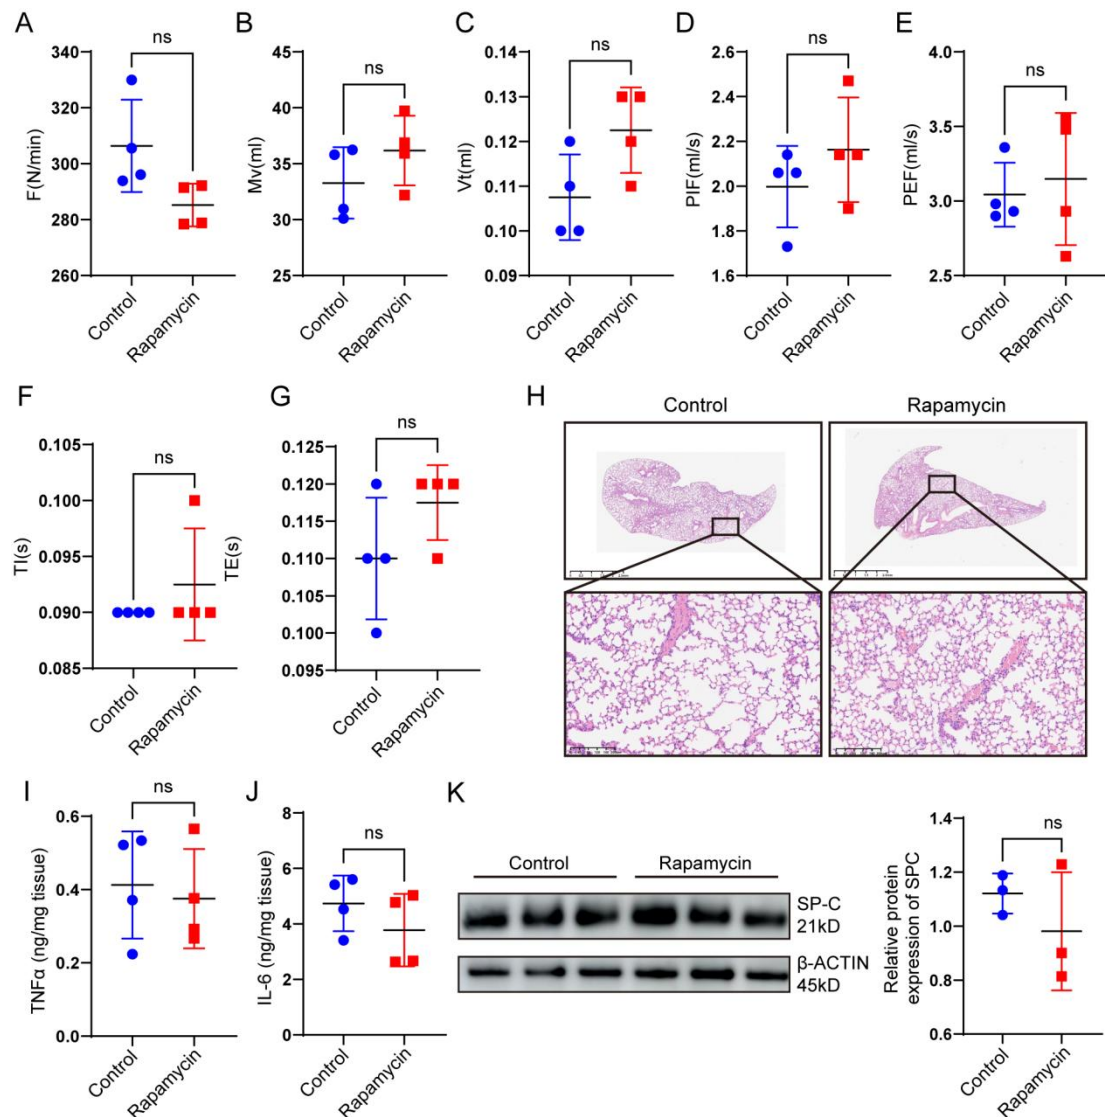 A
ns
340
320
300
280
260
F(N/min)
Control
Rapamycin
B
ns
45
40
35
30
25
Mv(ml)
Control
Rapamycin
C
ns
0.14
0.13
0.12
0.11
0.10
0.09
Vt(ml)
Control
Rapamycin
D
ns
2.6
2.4
2.2
2.0
1.8
1.6
PIF(ml/s)
Control
Rapamycin
E
ns
4.0
3.5
3.0
2.5
PEF(ml/s)
Control
Rapamycin
F
ns
0.105
0.100
0.095
0.090
0.085
TI(s)
Control
Rapamycin
G
ns
0.125
0.120
0.115
0.110
0.105
0.100
0.095
TE(s)
Control
Rapamycin
H
Control
Rapamycin
I
ns
0.6
0.4
0.2
0.0
TNFα (ng/mg tissue)
Control
Rapamycin
J
ns
8
6
4
2
0
IL-6 (ng/mg tissue)
Control
Rapamycin
K
Control
Rapamycin
SP-C
21kD
β-ACTIN
45kD
ns
1.4
1.2
1.0
0.8
0.6
Relative protein
expression of SPC
Control
Rapamycin